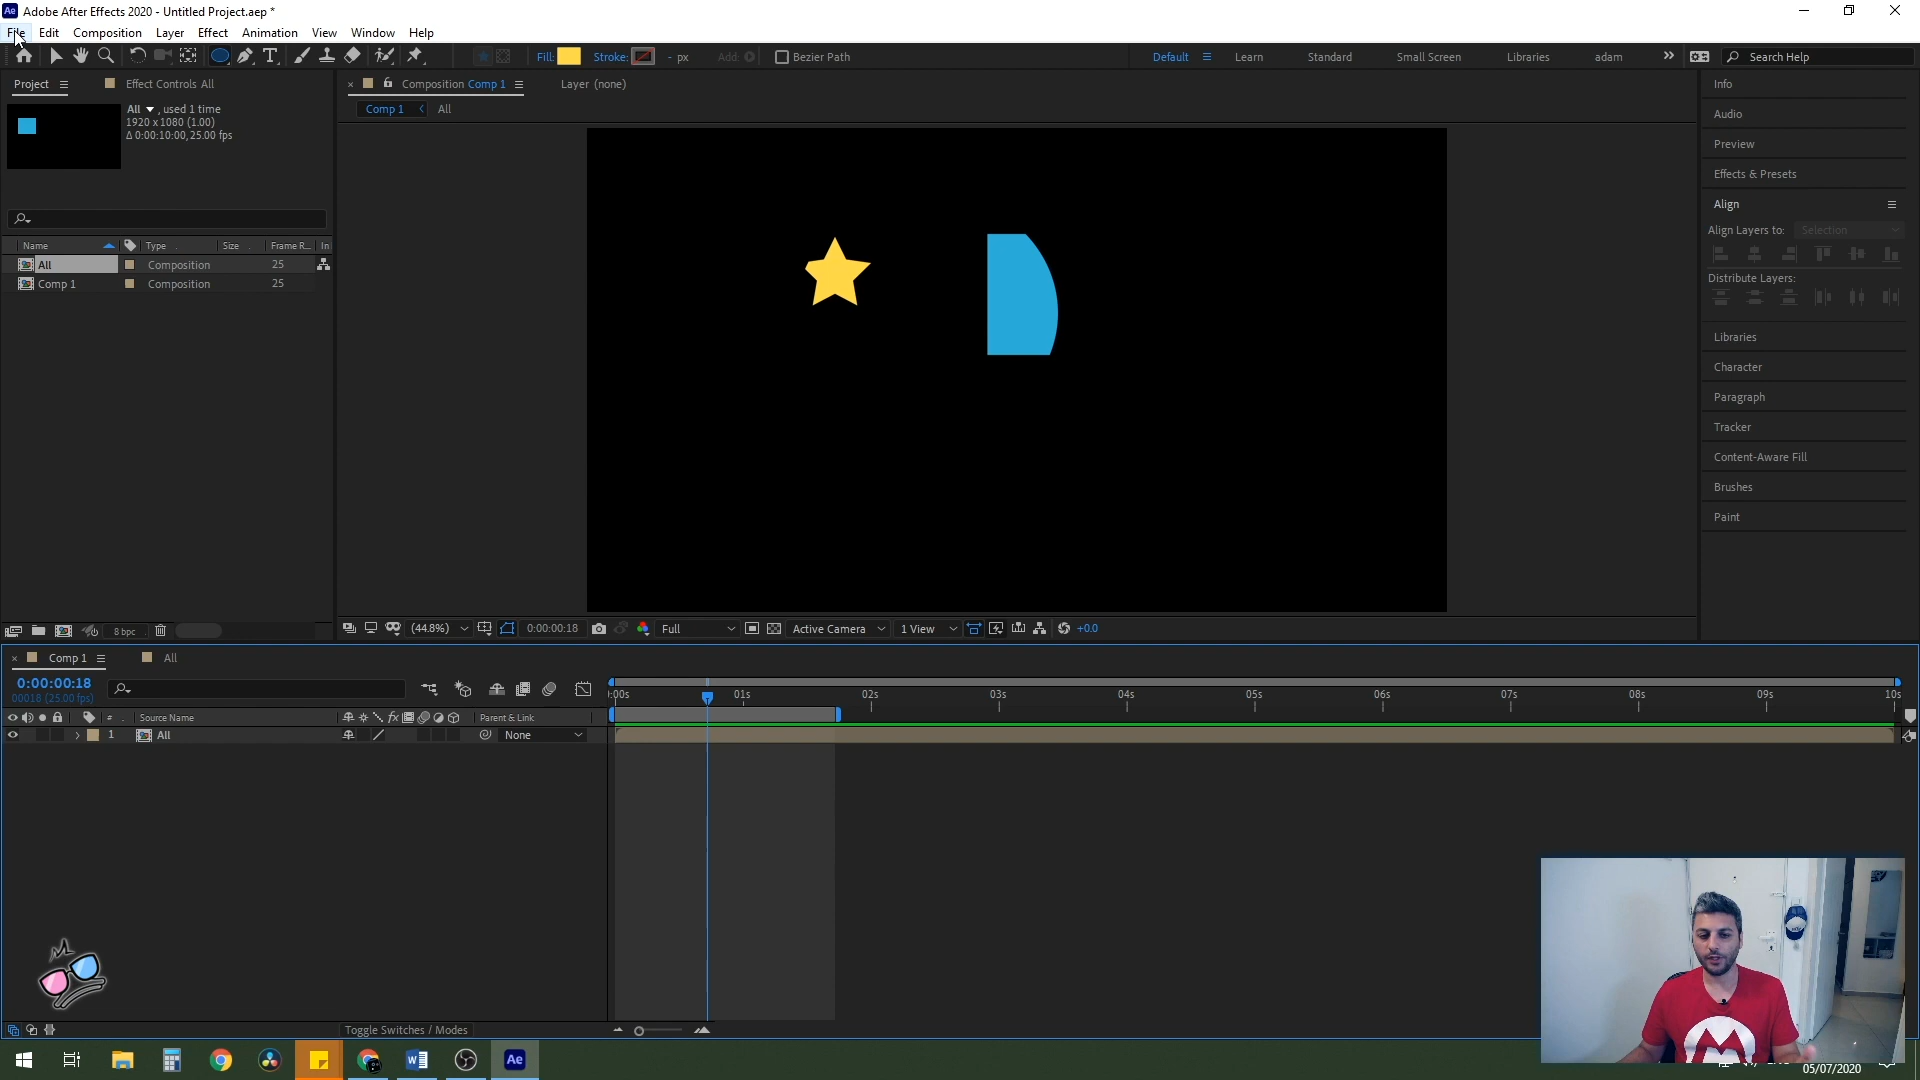 Ae Adobe After Effects 2020 - Untitled Project.aep *
File Edit Composition Layer Effect Animation View Window Help
Fill: Stroke: - px Add: Bezier Path Default Learn Standard Small Screen Libraries adam Search Help
Project Effect Controls All
All , used 1 time
1920 x 1080 (1.00)
Δ 0:00:10:00, 25.00 fps
Name Type Size Frame R... In
All Composition 25
Comp 1 Composition 25
8 bpc
Composition Comp 1 Layer (none)
Comp 1 All
(44.8%) 0:00:00:18 Full Active Camera 1 View +0.0
Info
Audio
Preview
Effects & Presets
Align
Align Layers to: Selection
Distribute Layers:
Libraries
Character
Paragraph
Tracker
Content-Aware Fill
Brushes
Paint
Comp 1 All
0:00:00:18
00018 (25.00 fps)
):00s 01s 02s 03s 04s 05s 06s 07s 08s 09s 10s
# Source Name fx Parent & Link
1 All None
Toggle Switches / Modes
M
Ae
05/07/2020